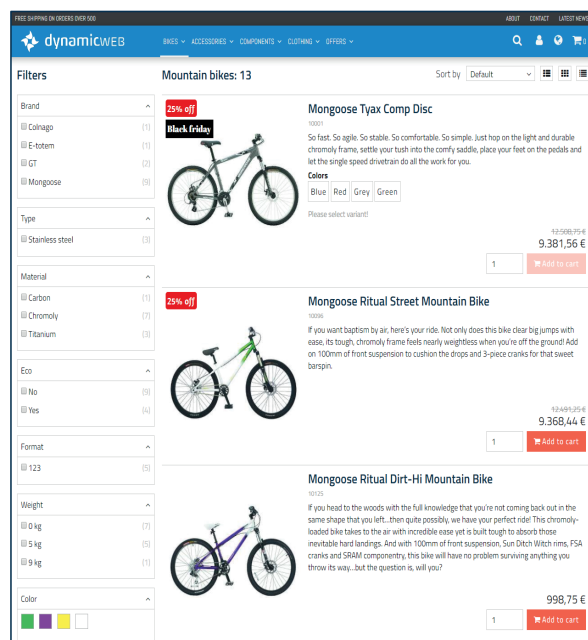 FREE SHIPPING ON ORDERS OVER 500
ABOUT CONTACT LATEST NEWS
dynamicweb
BIKES ACCESSORIES COMPONENTS CLOTHING OFFERS
0
Filters
Brand
Colnago [1]
E-totem [1]
GT [2]
Mongoose [9]
Type
Stainless steel [3]
Material
Carbon [1]
Chromoly [7]
Titanium [3]
Eco
No [9]
Yes [4]
Format
123 [5]
Weight
0 kg [7]
5 kg [5]
9 kg [1]
Color
Mountain bikes: 13
Sort by Default
25% off
Black friday
Mongoose Tyax Comp Disc
10001
So fast. So agile. So stable. So comfortable. So simple. Just hop on the light and durable
chromoly frame, settle your tush into the comfy saddle, place your feet on the pedals and
let the single speed drivetrain do all the work for you.
Colors
Blue Red Grey Green
Please select variant!
12.508,75 €
9.381,56 €
1 Add to cart
25% off
Mongoose Ritual Street Mountain Bike
10096
If you want baptism by air, here's your ride. Not only does this bike clear big jumps with
ease, its tough, chromoly frame feels nearly weightless when you're off the ground! Add
on 100mm of front suspension to cushion the drops and 3-piece cranks for that sweet
barspin.
12.491,25 €
9.368,44 €
1 Add to cart
Mongoose Ritual Dirt-Hi Mountain Bike
10125
If you head to the woods with the full knowledge that you're not coming back out in the
same shape that you left...then quite possibly, we have your perfect ride! This chromoly-
loaded bike takes to the air with incredible ease yet is built tough to absorb those
inevitable hard landings. And with 100mm of front suspension, Sun Ditch Witch rims, FSA
cranks and SRAM componentry, this bike will have no problem surviving anything you
throw its way...but the question is, will you?
998,75 €
1 Add to cart